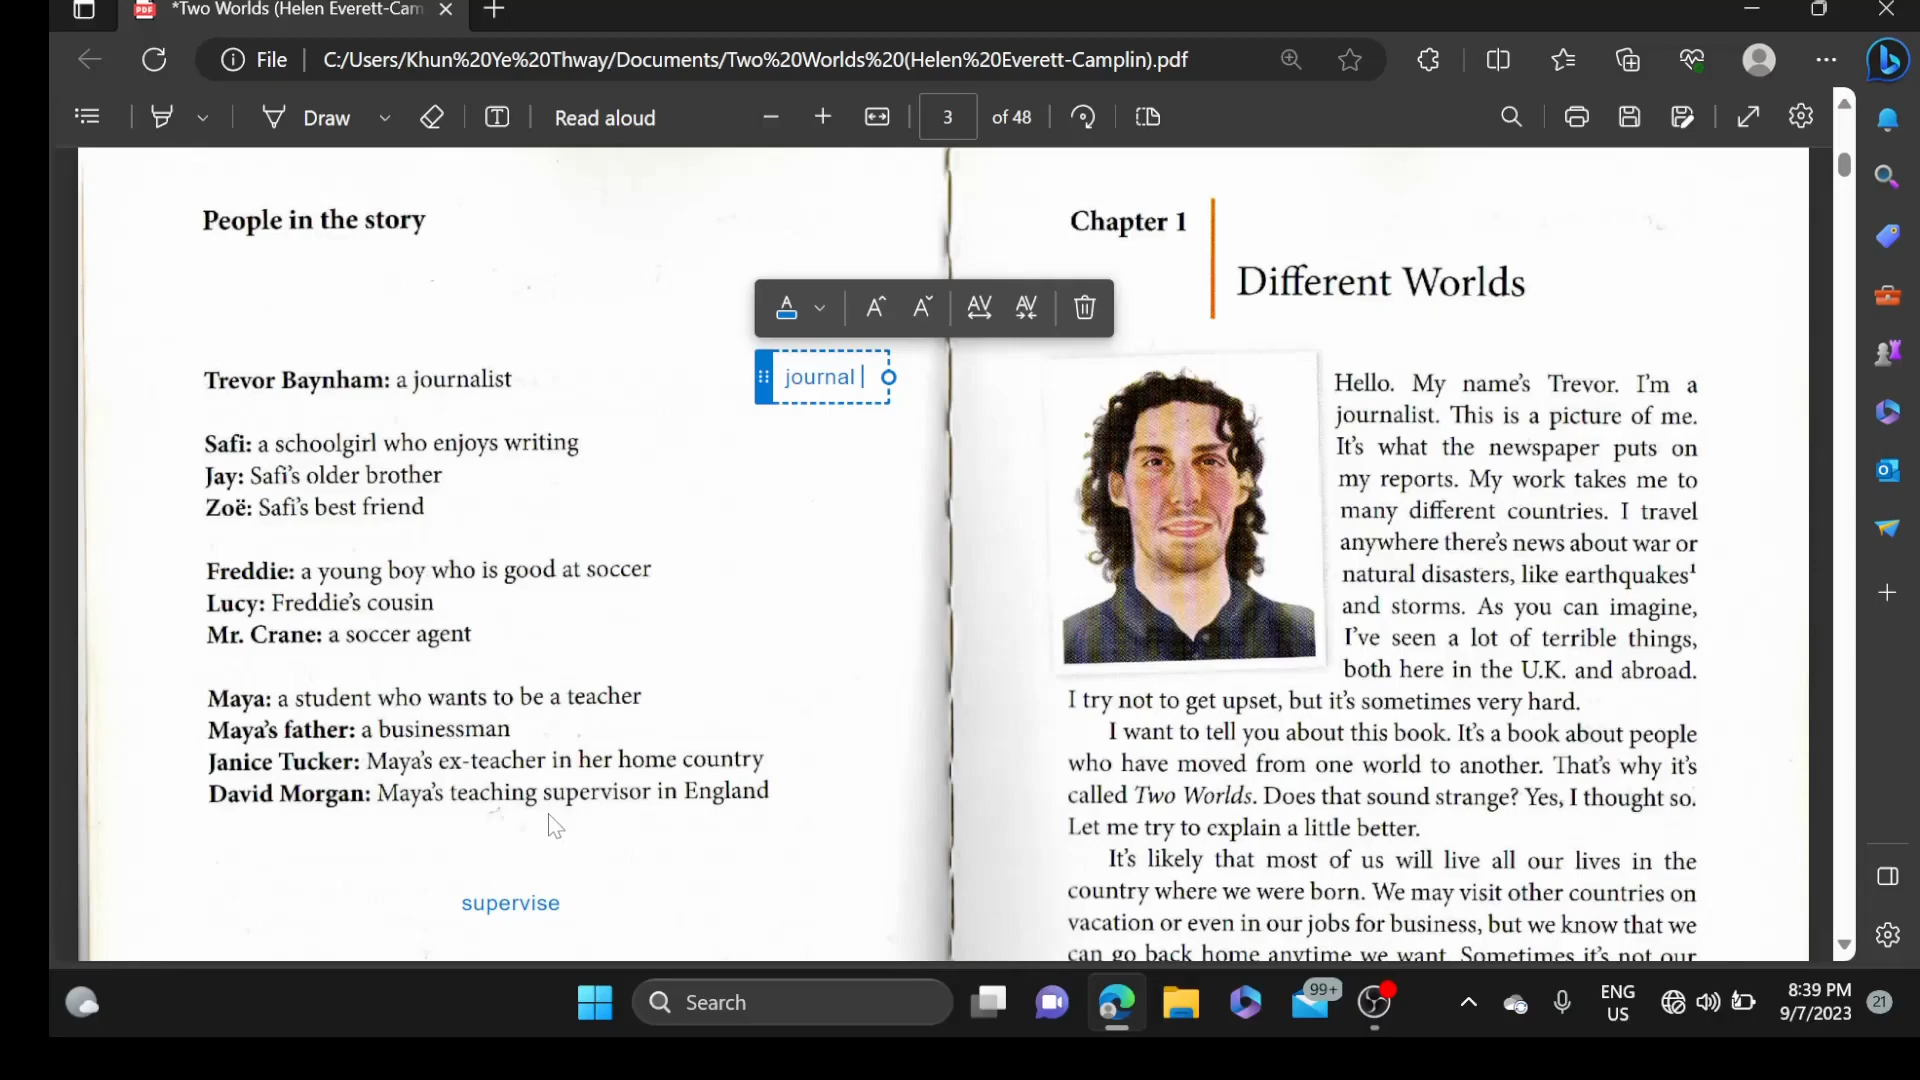 *Two Worlds (Helen Everett-Cam
File C:/Users/Khun%20Ye%20Thway/Documents/Two%20Worlds%20(Helen%20Everett-Camplin).pdf
Draw Read aloud 3 of 48
People in the story
Trevor Baynham: a journalist
journal
Safi: a schoolgirl who enjoys writing
Jay: Safi's older brother
Zoë: Safi's best friend
Freddie: a young boy who is good at soccer
Lucy: Freddie's cousin
Mr. Crane: a soccer agent
Maya: a student who wants to be a teacher
Maya's father: a businessman
Janice Tucker: Maya's ex-teacher in her home country
David Morgan: Maya's teaching supervisor in England
supervise
Chapter 1
Different Worlds
Hello. My name's Trevor. I'm a
journalist. This is a picture of me.
It's what the newspaper puts on
my reports. My work takes me to
many different countries. I travel
anywhere there's news about war or
natural disasters, like earthquakes¹
and storms. As you can imagine,
I've seen a lot of terrible things,
both here in the U.K. and abroad.
I try not to get upset, but it's sometimes very hard.
I want to tell you about this book. It's a book about people
who have moved from one world to another. That's why it's
called Two Worlds. Does that sound strange? Yes, I thought so.
Let me try to explain a little better.
It's likely that most of us will live all our lives in the
country where we were born. We may visit other countries on
vacation or even in our jobs for business, but we know that we
can go back home anytime we want. Sometimes it's not our
Search
99+
ENG
US
8:39 PM
9/7/2023
21